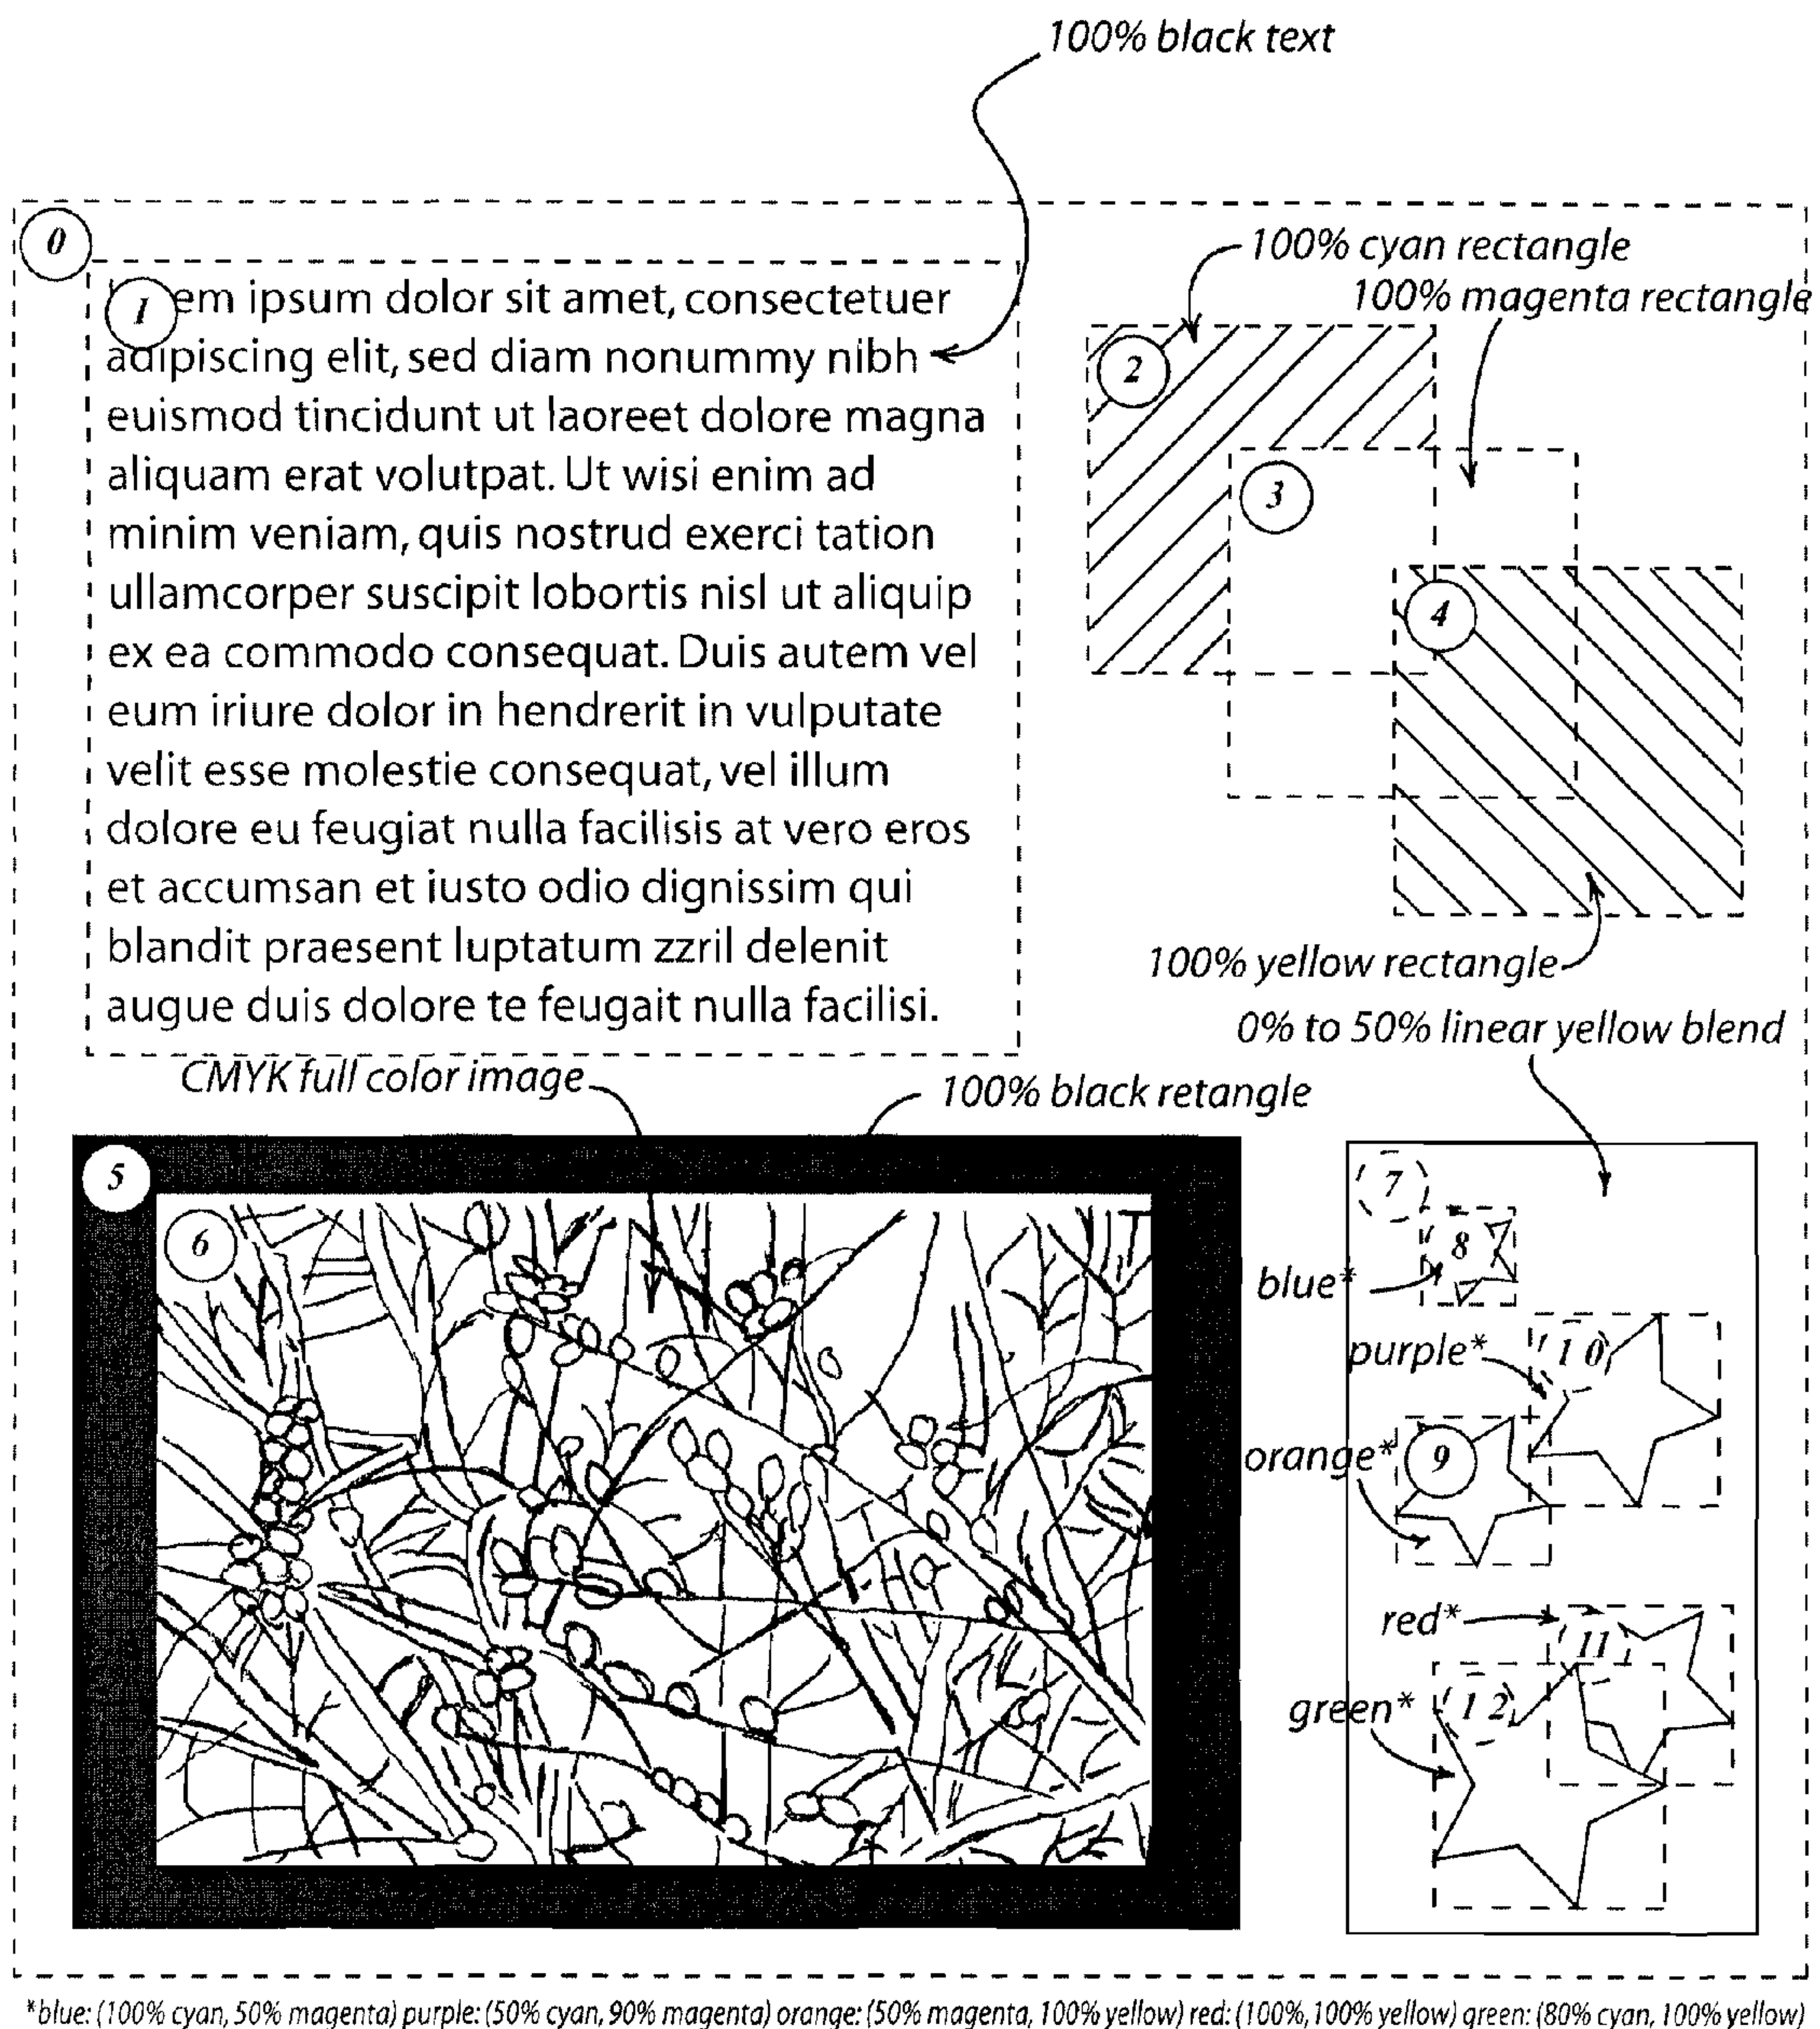 100% black text
0
100% cyan rectangle
100% magenta rectangle
1
em ipsum dolor sit amet, consectetuer
adipiscing elit, sed diam nonummy nibh
euismod tincidunt ut laoreet dolore magna
aliquam erat volutpat. Ut wisi enim ad
minim veniam, quis nostrud exerci tation
ullamcorper suscipit lobortis nisl ut aliquip
ex ea commodo consequat. Duis autem vel
eum iriure dolor in hendrerit in vulputate
velit esse molestie consequat, vel illum
dolore eu feugiat nulla facilisis at vero eros
et accumsan et iusto odio dignissim qui
blandit praesent luptatum zzril delenit
augue duis dolore te feugait nulla facilisi.
2
3
4
100% yellow rectangle
0% to 50% linear yellow blend
CMYK full color image
100% black retangle
5
6
7
8
blue*
purple*
10
orange*
9
red*
11
green*
12
*blue: (100% cyan, 50% magenta) purple: (50% cyan, 90% magenta) orange: (50% magenta, 100% yellow) red: (100%, 100% yellow) green: (80% cyan, 100% yellow)